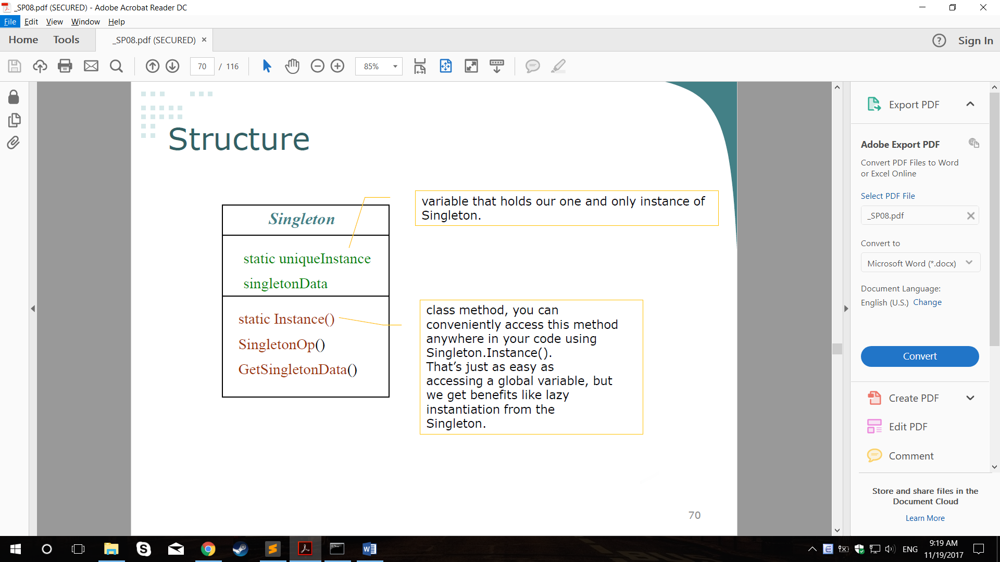 _SP08.pdf (SECURED) - Adobe Acrobat Reader DC
File Edit View Window Help
Home Tools _SP08.pdf (SECURED) × Sign In
70 / 116 85%
Structure
Singleton
static uniqueInstance
singletonData
static Instance()
SingletonOp()
GetSingletonData()
variable that holds our one and only instance of
Singleton.
class method, you can
conveniently access this method
anywhere in your code using
Singleton.Instance().
That’s just as easy as
accessing a global variable, but
we get benefits like lazy
instantiation from the
Singleton.
70
Export PDF
Adobe Export PDF
Convert PDF Files to Word
or Excel Online
Select PDF File
_SP08.pdf
Convert to
Microsoft Word (*.docx)
Document Language:
English (U.S.) Change
Convert
Create PDF
Edit PDF
Comment
Store and share files in the
Document Cloud
Learn More
ENG
9:19 AM
11/19/2017